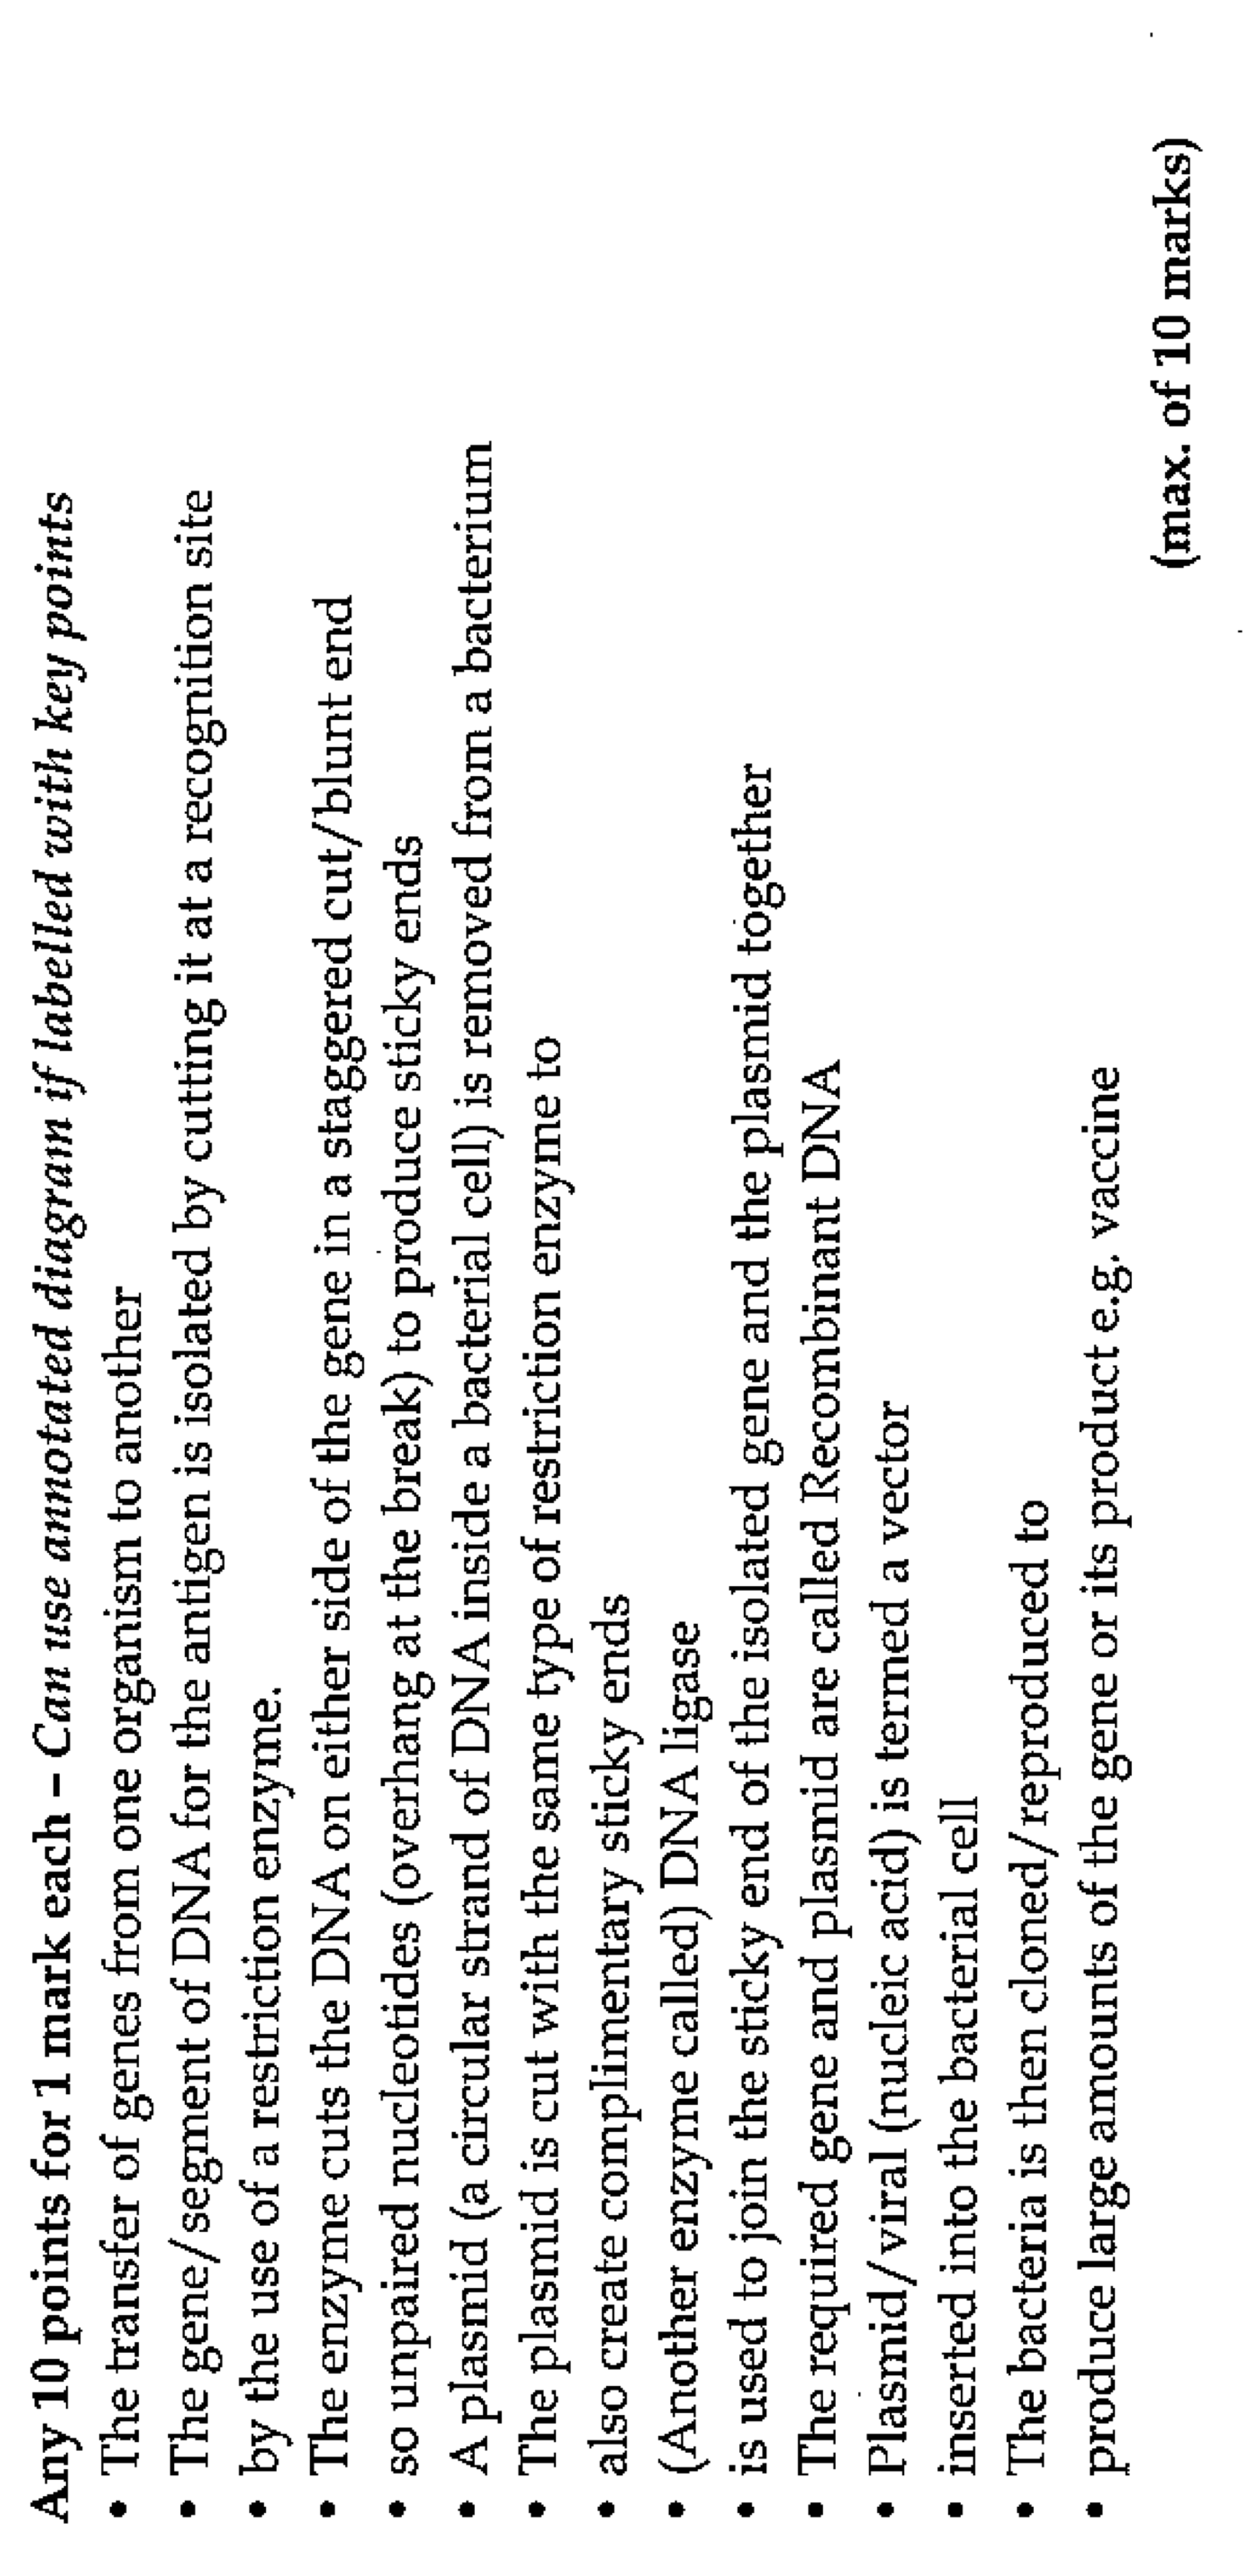 Any 10 points for 1 mark each – Can use annotated diagram if labelled with key points
• The transfer of genes from one organism to another
• The gene/segment of DNA for the antigen is isolated by cutting it at a recognition site
• by the use of a restriction enzyme.
• The enzyme cuts the DNA on either side of the gene in a staggered cut/blunt end
• so unpaired nucleotides (overhang at the break) to produce sticky ends
• A plasmid (a circular strand of DNA inside a bacterial cell) is removed from a bacterium
• The plasmid is cut with the same type of restriction enzyme to
• also create complimentary sticky ends
• (Another enzyme called) DNA ligase
• is used to join the sticky end of the isolated gene and the plasmid together
• The required gene and plasmid are called Recombinant DNA
• Plasmid/viral (nucleic acid) is termed a vector
• inserted into the bacterial cell
• The bacteria is then cloned/reproduced to
• produce large amounts of the gene or its product e.g. vaccine
(max. of 10 marks)